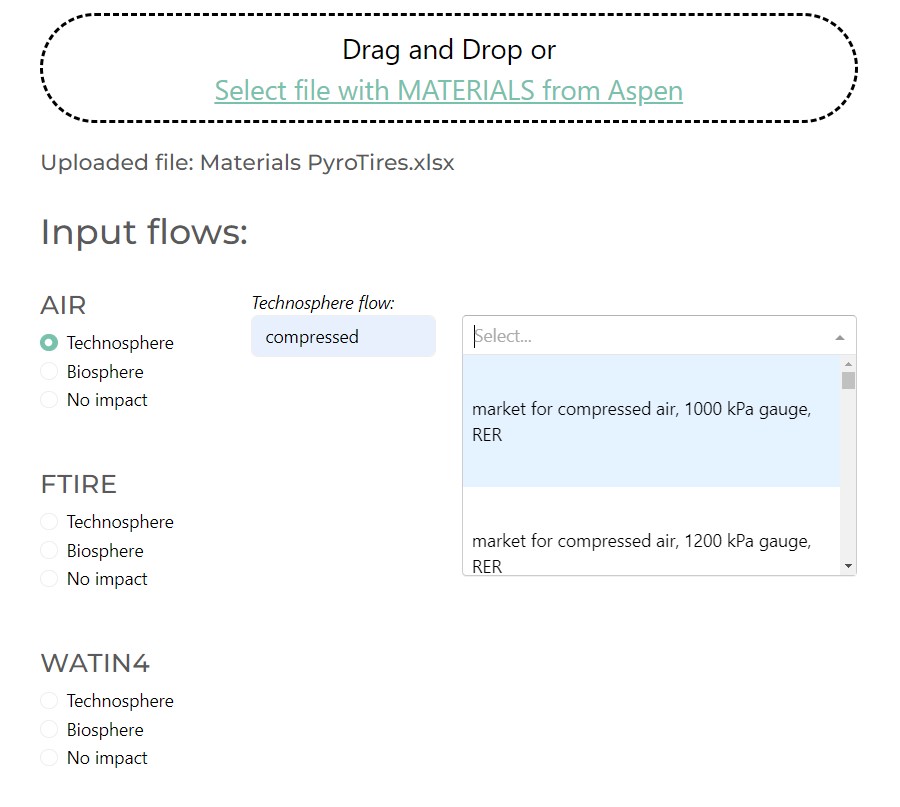 Drag and Drop or
Select file with MATERIALS from Aspen
Uploaded file: Materials PyroTires.xlsx
Input flows:
AIR
Technosphere
Biosphere
No impact
Technosphere flow:
compressed
Select...
market for compressed air, 1000 kPa gauge,
RER
market for compressed air, 1200 kPa gauge,
RER
FTIRE
Technosphere
Biosphere
No impact
WATIN4
Technosphere
Biosphere
No impact